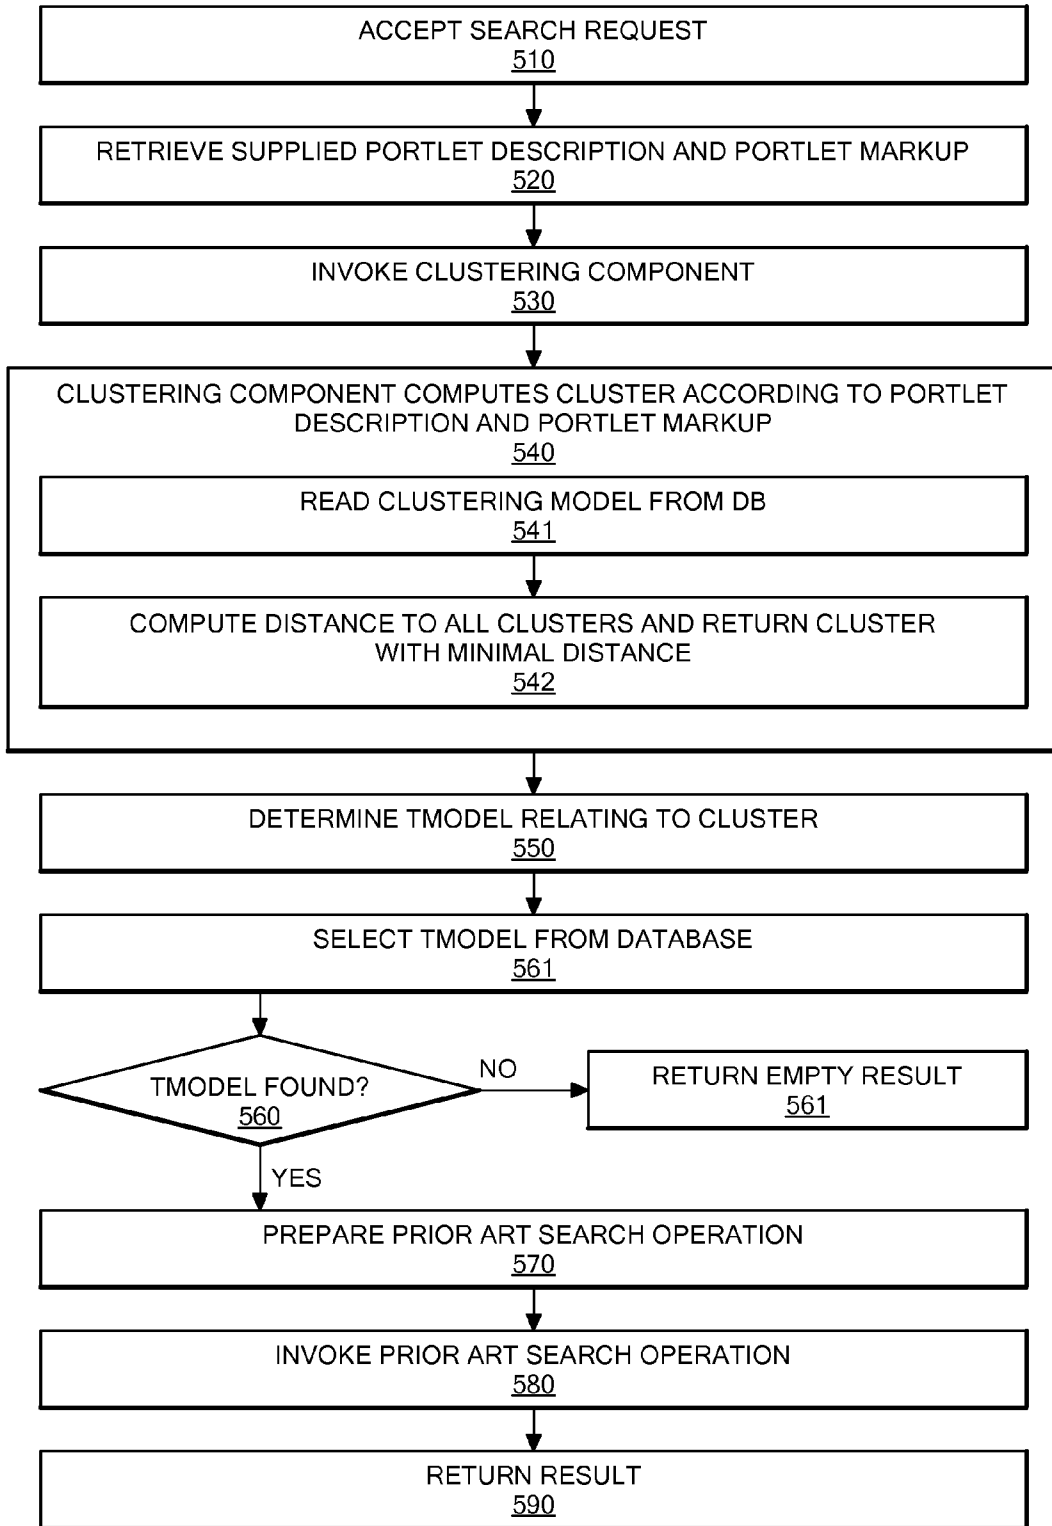 ACCEPT SEARCH REQUEST
510
RETRIEVE SUPPLIED PORTLET DESCRIPTION AND PORTLET MARKUP
520
INVOKE CLUSTERING COMPONENT
530
CLUSTERING COMPONENT COMPUTES CLUSTER ACCORDING TO PORTLET
DESCRIPTION AND PORTLET MARKUP
540
READ CLUSTERING MODEL FROM DB
541
COMPUTE DISTANCE TO ALL CLUSTERS AND RETURN CLUSTER
WITH MINIMAL DISTANCE
542
DETERMINE TMODEL RELATING TO CLUSTER
550
SELECT TMODEL FROM DATABASE
561
TMODEL FOUND?
560
NO
RETURN EMPTY RESULT
561
YES
PREPARE PRIOR ART SEARCH OPERATION
570
INVOKE PRIOR ART SEARCH OPERATION
580
RETURN RESULT
590